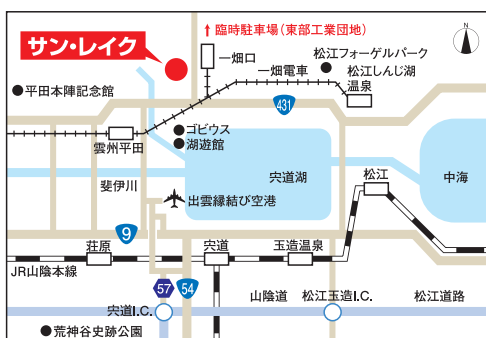 ↑臨時駐車場(東部工業団地)
サン・レイク
一畑口
松江フォーゲルパーク
N
一畑電車
松江しんじ湖
温泉
平田本陣記念館
431
ゴビウス
湖遊館
雲州平田
斐伊川
宍道湖
松江
中海
出雲縁結び空港
9
荘原
宍道
玉造温泉
JR山陰本線
57
54
宍道I.C.
山陰道
松江玉造I.C.
松江道路
荒神谷史跡公園